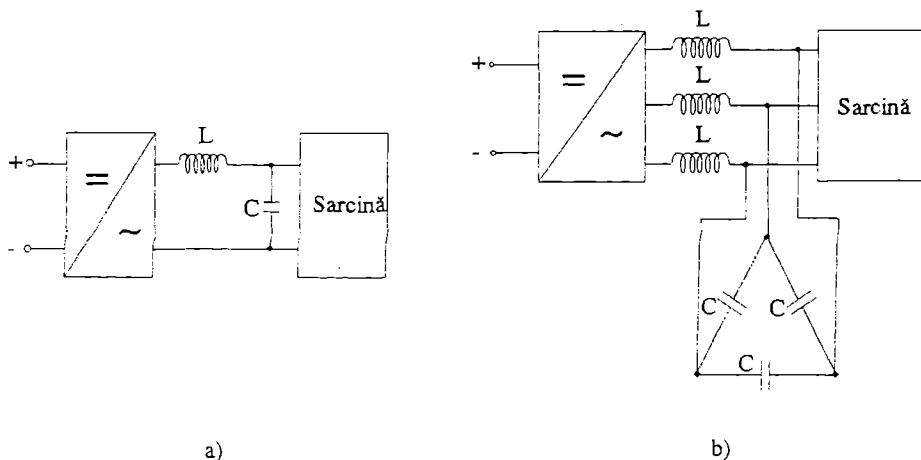 L
+
=
~
-
C
Sarcină
a)
L
L
L
+
=
~
-
Sarcină
C
C
C
b)